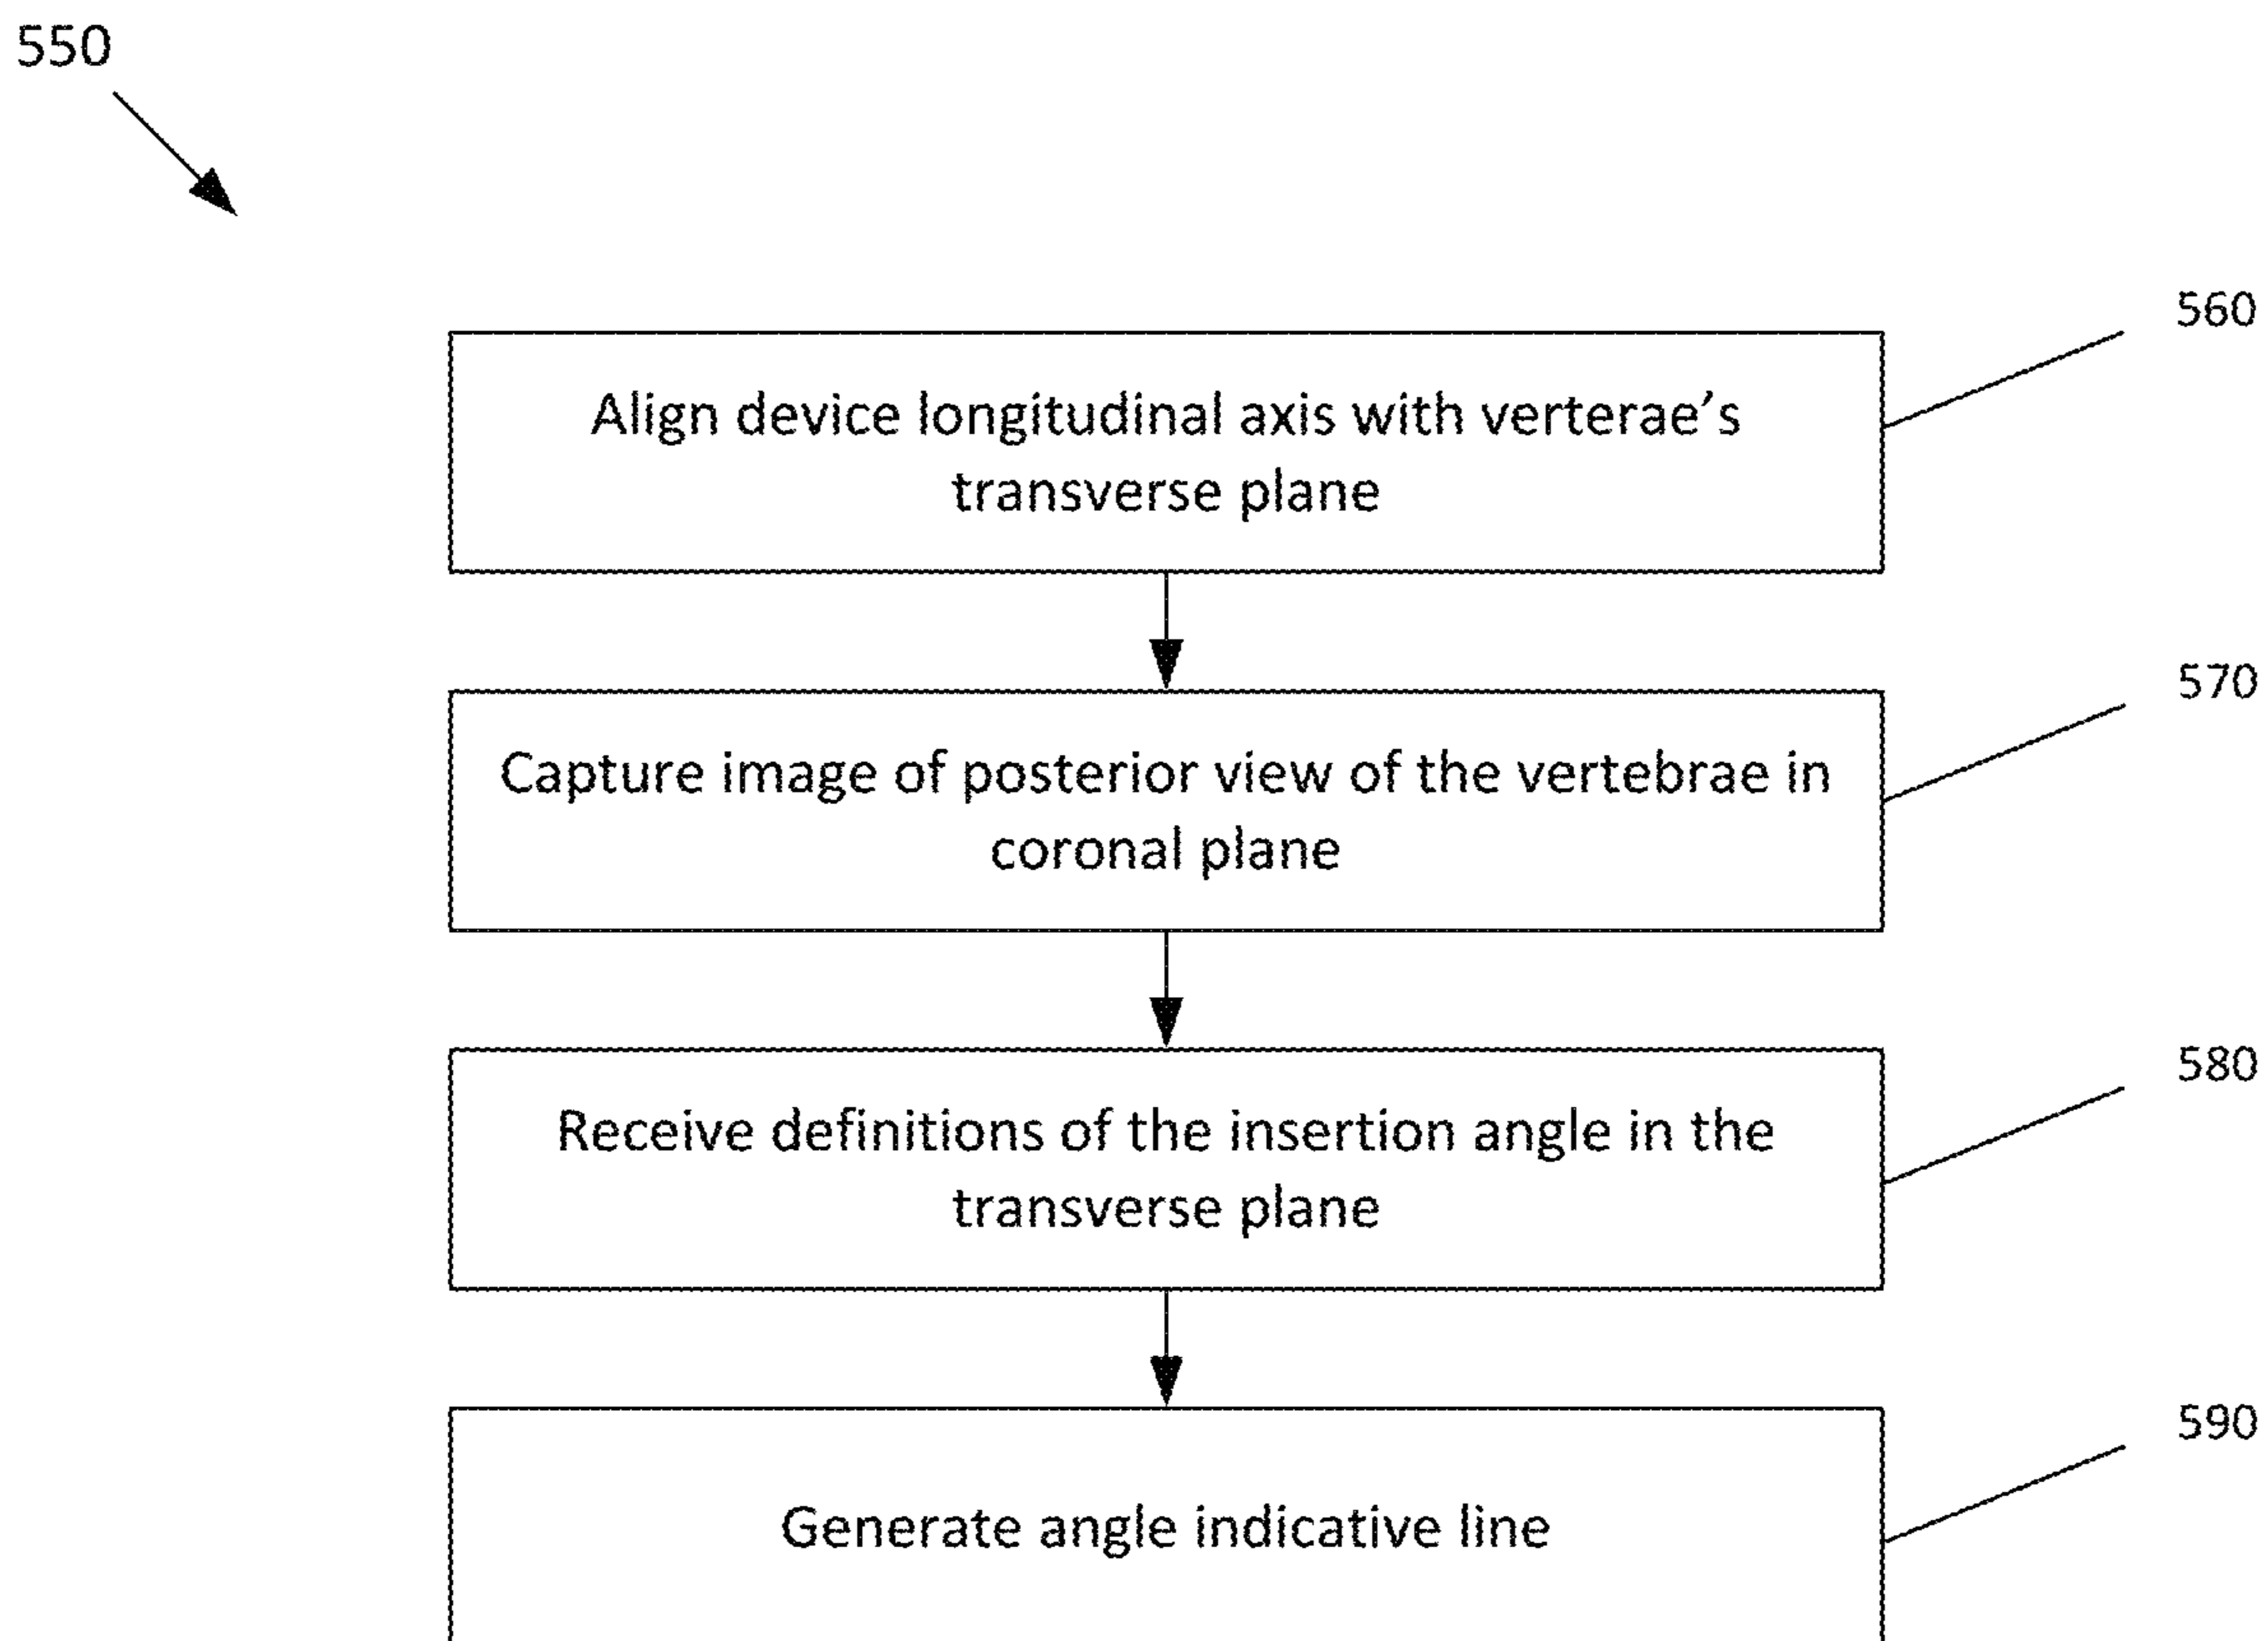 550
560
Align device longitudinal axis with verterae’s
transverse plane
570
Capture image of posterior view of the vertebrae in
coronal plane
580
Receive definitions of the insertion angle in the
transverse plane
590
Generate angle indicative line